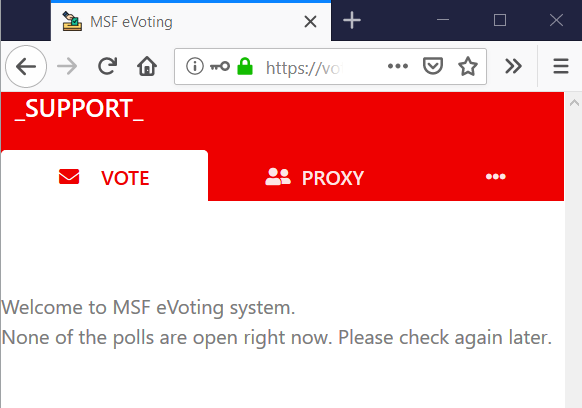 MSF eVoting
https://vo
_SUPPORT_
VOTE
PROXY
Welcome to MSF eVoting system.
None of the polls are open right now. Please check again later.